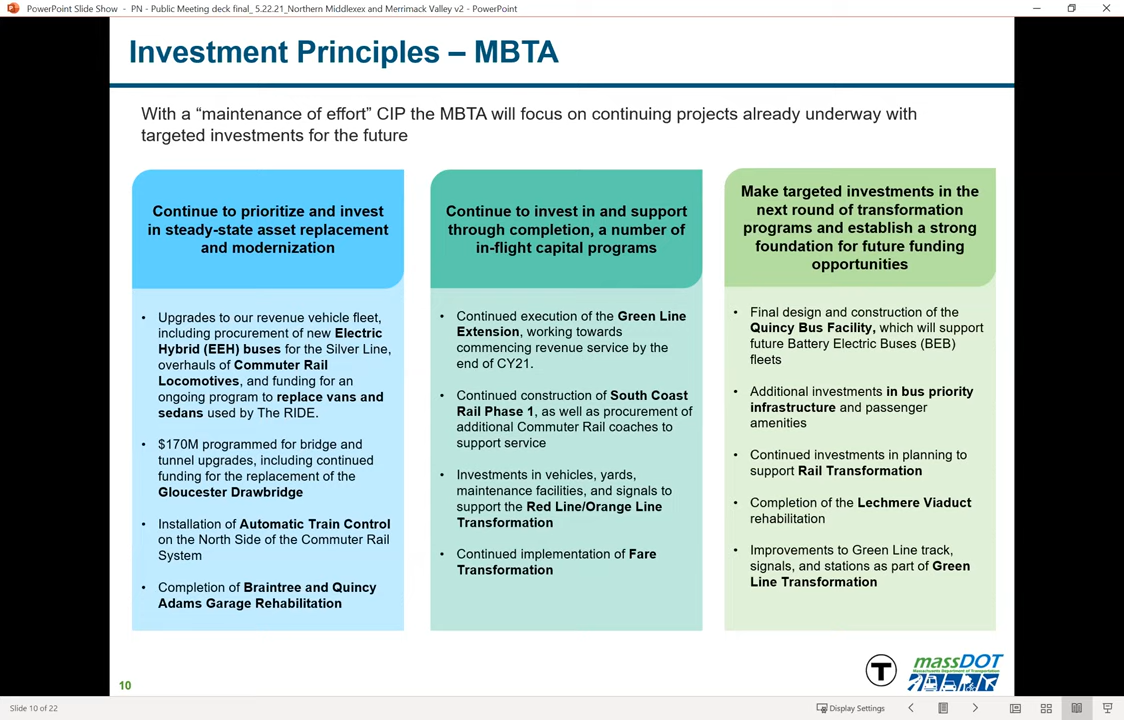 PowerPoint Slide Show - PN - Public Meeting deck final_ 5.22.21_Northern Middlexex and Merrimack Valley v2 - PowerPoint
Investment Principles – MBTA
With a “maintenance of effort” CIP the MBTA will focus on continuing projects already underway with
targeted investments for the future
Continue to prioritize and invest
in steady-state asset replacement
and modernization
• Upgrades to our revenue vehicle fleet,
including procurement of new Electric
Hybrid (EEH) buses for the Silver Line,
overhauls of Commuter Rail
Locomotives, and funding for an
ongoing program to replace vans and
sedans used by The RIDE.
• $170M programmed for bridge and
tunnel upgrades, including continued
funding for the replacement of the
Gloucester Drawbridge
• Installation of Automatic Train Control
on the North Side of the Commuter Rail
System
• Completion of Braintree and Quincy
Adams Garage Rehabilitation
Continue to invest in and support
through completion, a number of
in-flight capital programs
• Continued execution of the Green Line
Extension, working towards
commencing revenue service by the
end of CY21.
• Continued construction of South Coast
Rail Phase 1, as well as procurement of
additional Commuter Rail coaches to
support service
• Investments in vehicles, yards,
maintenance facilities, and signals to
support the Red Line/Orange Line
Transformation
• Continued implementation of Fare
Transformation
Make targeted investments in the
next round of transformation
programs and establish a strong
foundation for future funding
opportunities
• Final design and construction of the
Quincy Bus Facility, which will support
future Battery Electric Buses (BEB)
fleets
• Additional investments in bus priority
infrastructure and passenger
amenities
• Continued investments in planning to
support Rail Transformation
• Completion of the Lechmere Viaduct
rehabilitation
• Improvements to Green Line track,
signals, and stations as part of Green
Line Transformation
10
T
massDOT
Massachusetts Department of Transportation
Slide 10 of 22
Display Settings